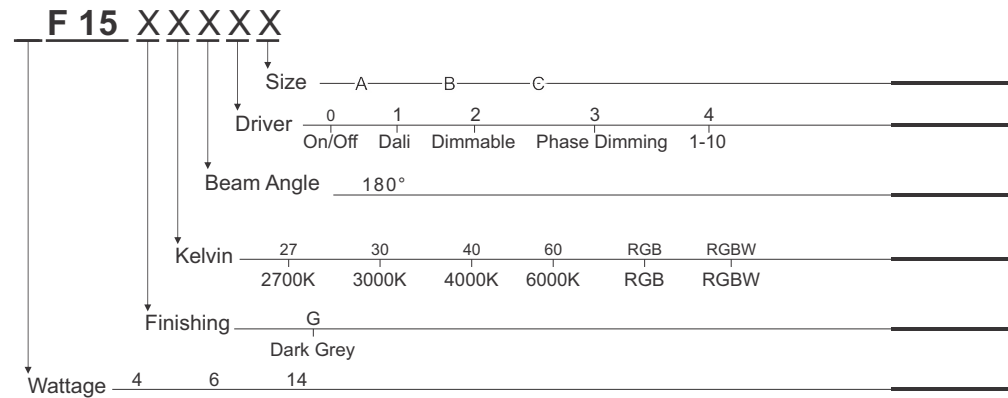 _ F 15 X X X X X
Size A B C
Driver 0 1 2 3 4
On/Off Dali Dimmable Phase Dimming 1-10
Beam Angle 180°
Kelvin 27 30 40 60 RGB RGBW
2700K 3000K 4000K 6000K RGB RGBW
Finishing G
Dark Grey
Wattage 4 6 14